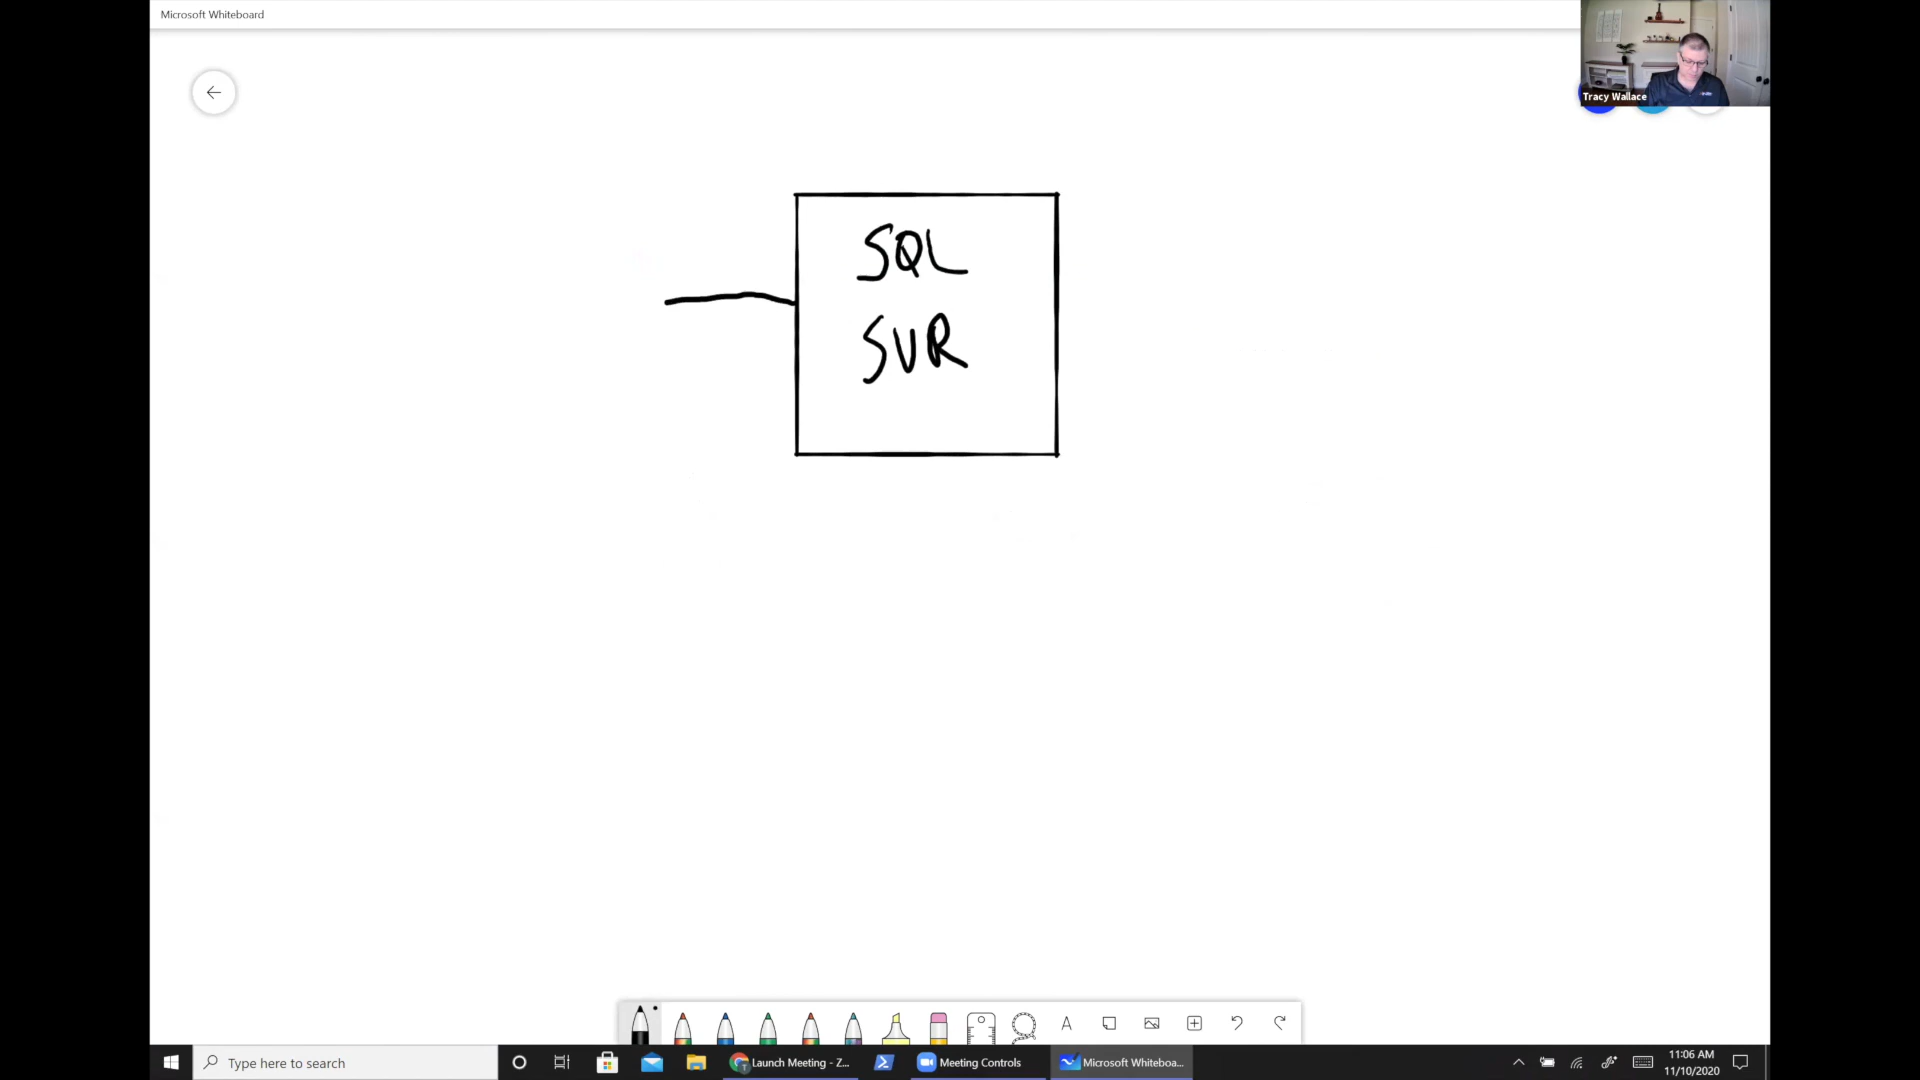 Microsoft Whiteboard
Tracy Wallace
SQL
SVR
A
Type here to search
Launch Meeting - Z...
Meeting Controls
Microsoft Whiteboa...
11:06 AM
11/10/2020